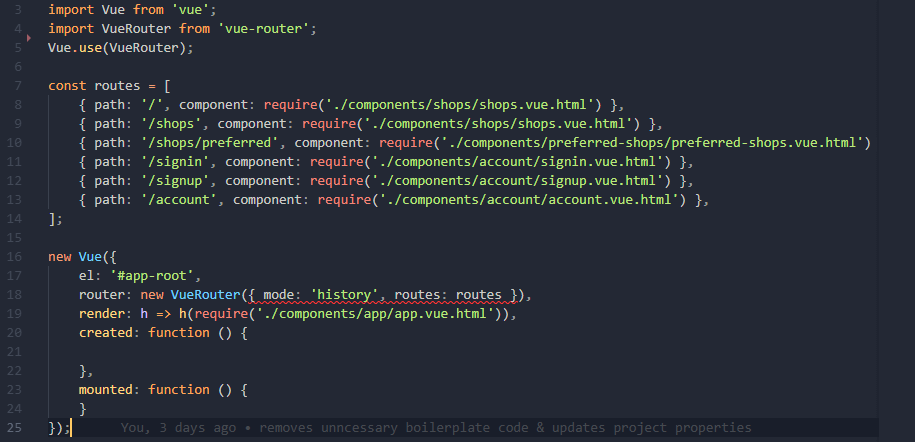 3 import Vue from 'vue';
4 import VueRouter from 'vue-router';
5 Vue.use(VueRouter);
6
7 const routes = [
8     { path: '/', component: require('./components/shops/shops.vue.html') },
9     { path: '/shops', component: require('./components/shops/shops.vue.html') },
10     { path: '/shops/preferred', component: require('./components/preferred-shops/preferred-shops.vue.html')
11     { path: '/signin', component: require('./components/account/signin.vue.html') },
12     { path: '/signup', component: require('./components/account/signup.vue.html') },
13     { path: '/account', component: require('./components/account/account.vue.html') },
14 ];
15
16 new Vue({
17     el: '#app-root',
18     router: new VueRouter({ mode: 'history', routes: routes }),
19     render: h => h(require('./components/app/app.vue.html')),
20     created: function () {
21
22     },
23     mounted: function () {
24     }
25 }); You, 3 days ago • removes unncessary boilerplate code & updates project properties